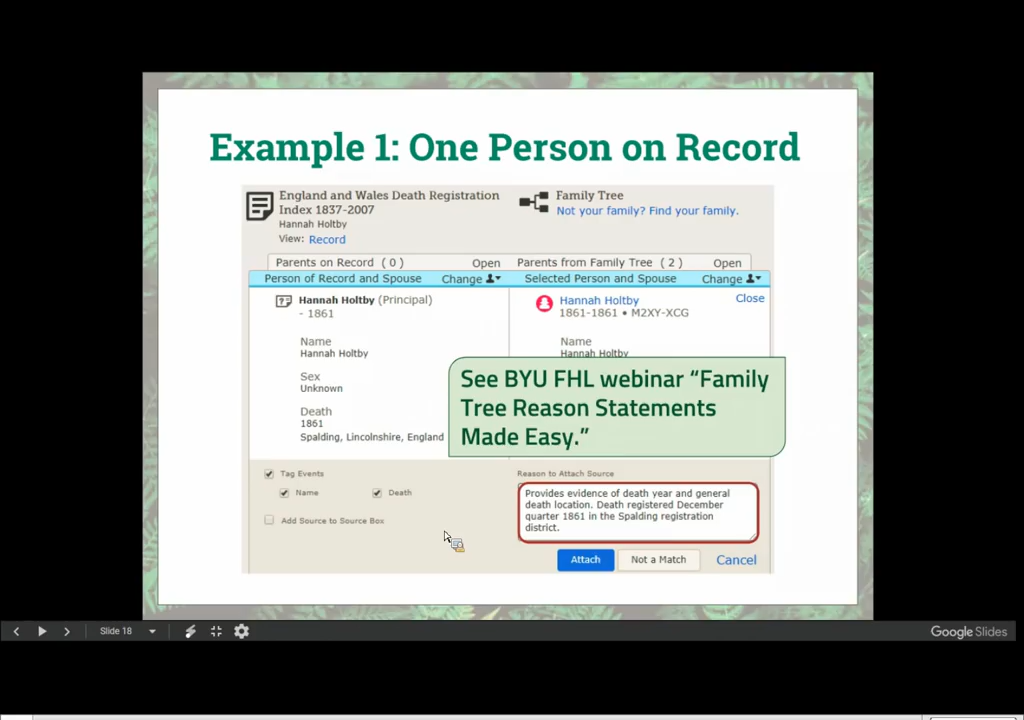 Example 1: One Person on Record
England and Wales Death Registration
Index 1837-2007
Hannah Holtby
View: Record
Family Tree
Not your family? Find your family.
Parents on Record ( 0 ) Open Parents from Family Tree ( 2 ) Open
Person of Record and Spouse Change Selected Person and Spouse Change
Hannah Holtby (Principal)
- 1861
Name
Hannah Holtby
Sex
Unknown
Death
1861
Spalding, Lincolnshire, England
Hannah Holtby Close
1861-1861 • M2XY-XCG
Name
Hannah Holtby
See BYU FHL webinar “Family
Tree Reason Statements
Made Easy.”
Tag Events
Name Death
Add Source to Source Box
Reason to Attach Source
Provides evidence of death year and general
death location. Death registered December
quarter 1861 in the Spalding registration
district.
Attach Not a Match Cancel
Slide 18
Google Slides